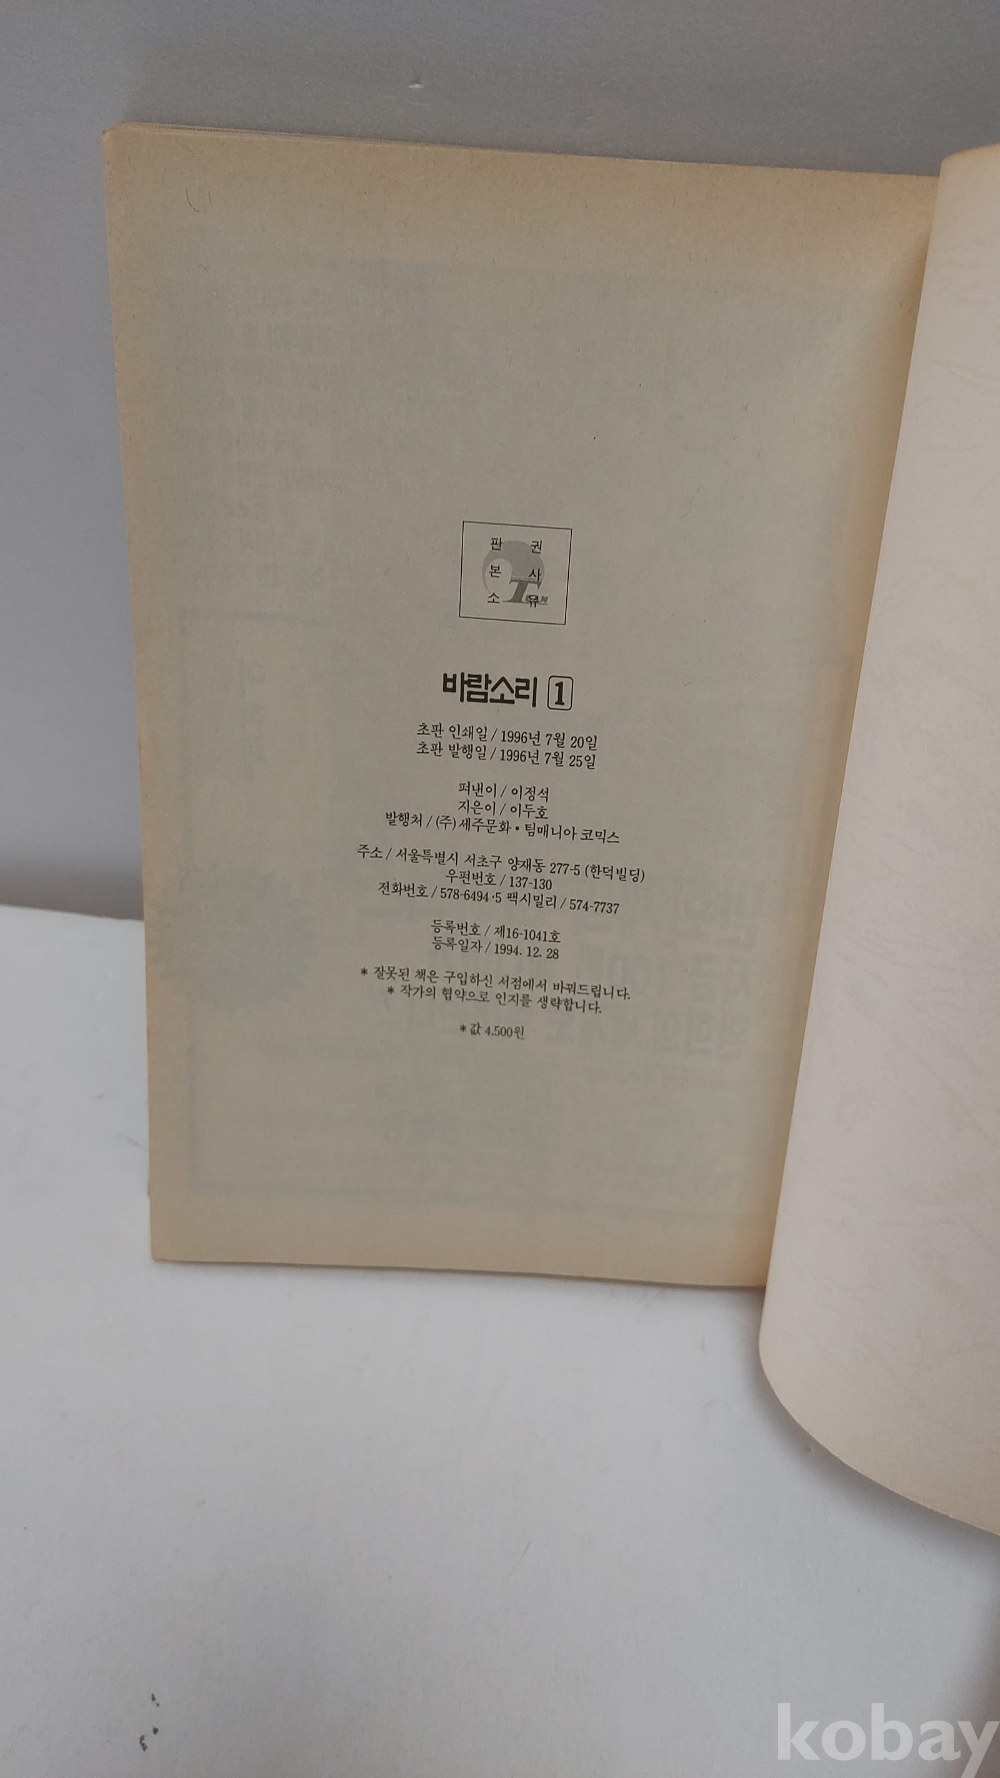 판 권
본 사
소 유
바람소리 1
초판 인쇄일 / 1996년 7월 20일
초판 발행일 / 1996년 7월 25일
펴낸이 / 이정석
지은이 / 이두호
발행처 / (주) 세주문화 · 팀매니아 코믹스
주소 / 서울특별시 서초구 양재동 277-5 (한덕빌딩)
우편번호 / 137-130
전화번호 / 578-6494 · 5 팩시밀리 / 574-7737
등록번호 / 제16-1041호
등록일자 / 1994. 12. 28
* 잘못된 책은 구입하신 서점에서 바꿔드립니다.
* 작가의 협약으로 인지를 생략합니다.
* 값 4,500원
kobay